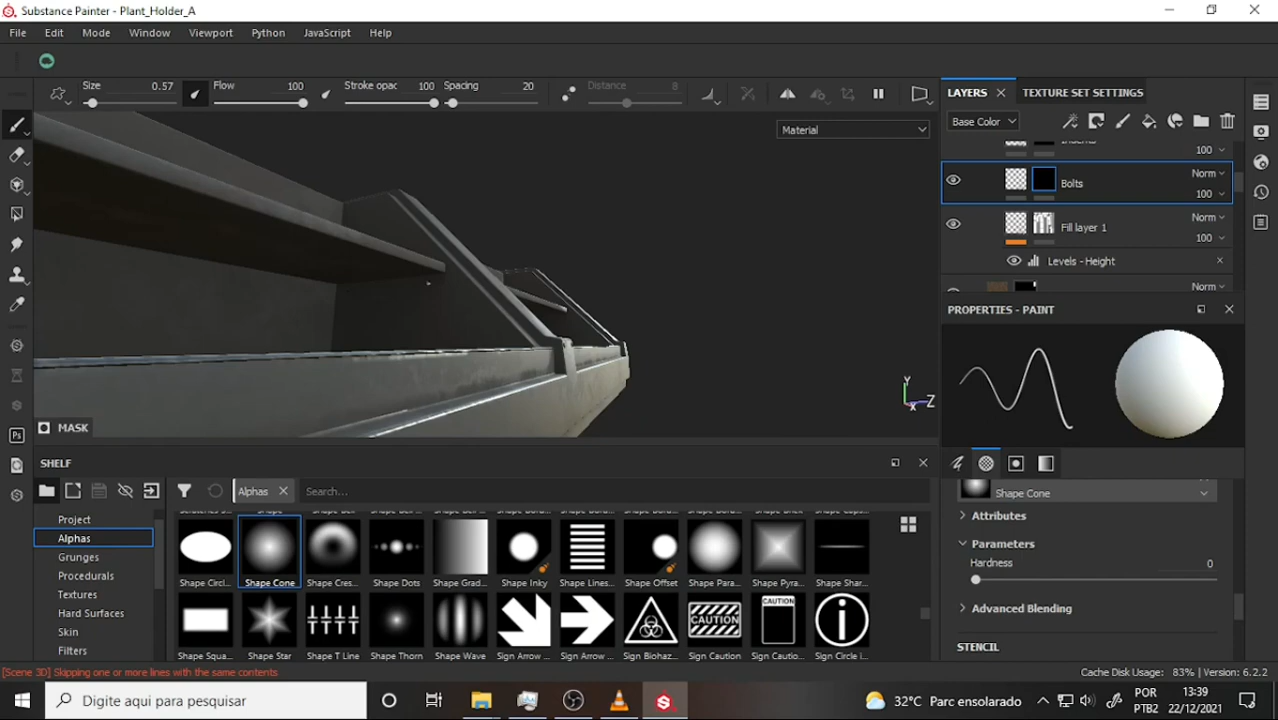 Substance Painter - Plant_Holder_A
File Edit Mode Window Viewport Python JavaScript Help
Size 0.57 Flow 100 Stroke opac 100 Spacing 20 Distance 8
LAYERS TEXTURE SET SETTINGS
Material
Base Color
100
Norm
Bolts
100
Norm
Fill layer 1
100
Levels - Height
Norm
PROPERTIES - PAINT
Y
Z
X
MASK
SHELF
Alphas Search...
Shape Cone
Project
Alphas
Grunges
Procedurals
Textures
Hard Surfaces
Skin
Filters
Shape Circl... Shape Cone Shape Cres... Shape Dots Shape Grad... Shape Inky Shape Lines... Shape Offset Shape Para... Shape Pyra... Shape Shar...
CAUTION CAUTION
Shape Squa... Shape Star Shape T Line Shape Thorn Shape Wave Sign Arrow ... Sign Arrow ... Sign Biohaz... Sign Caution Sign Cautio... Sign Circle i...
Attributes
Parameters
Hardness 0
Advanced Blending
STENCIL
[Scene 3D] Skipping one or more lines with the same contents
Cache Disk Usage: 83% | Version: 6.2.2
Digite aqui para pesquisar
32°C Parc ensolarado
POR
PTB2
13:39
22/12/2021